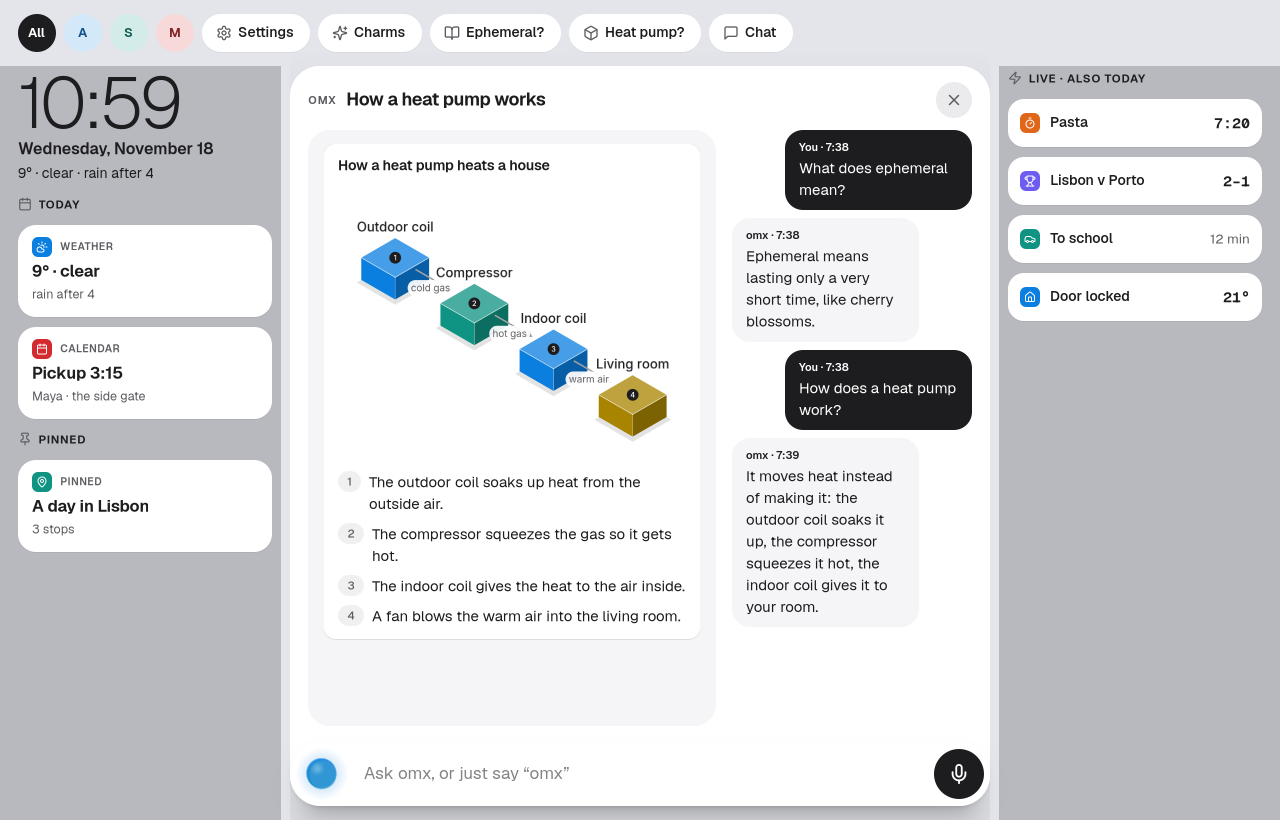 All
A
S
M
Settings
Charms
Ephemeral?
Heat pump?
Chat
10:59
Wednesday, November 18
9° · clear · rain after 4
TODAY
WEATHER
9° · clear
rain after 4
CALENDAR
Pickup 3:15
Maya · the side gate
PINNED
PINNED
A day in Lisbon
3 stops
OMX How a heat pump works
How a heat pump heats a house
Outdoor coil
1
cold gas
Compressor
2
hot gas
Indoor coil
3
warm air
Living room
4
1 The outdoor coil soaks up heat from the
outside air.
2 The compressor squeezes the gas so it gets
hot.
3 The indoor coil gives the heat to the air inside.
4 A fan blows the warm air into the living room.
You · 7:38
What does ephemeral
mean?
omx · 7:38
Ephemeral means
lasting only a very
short time, like cherry
blossoms.
You · 7:38
How does a heat pump
work?
omx · 7:39
It moves heat instead
of making it: the
outdoor coil soaks it
up, the compressor
squeezes it hot, the
indoor coil gives it to
your room.
Ask omx, or just say “omx”
LIVE · ALSO TODAY
Pasta 7:20
Lisbon v Porto 2–1
To school 12 min
Door locked 21°